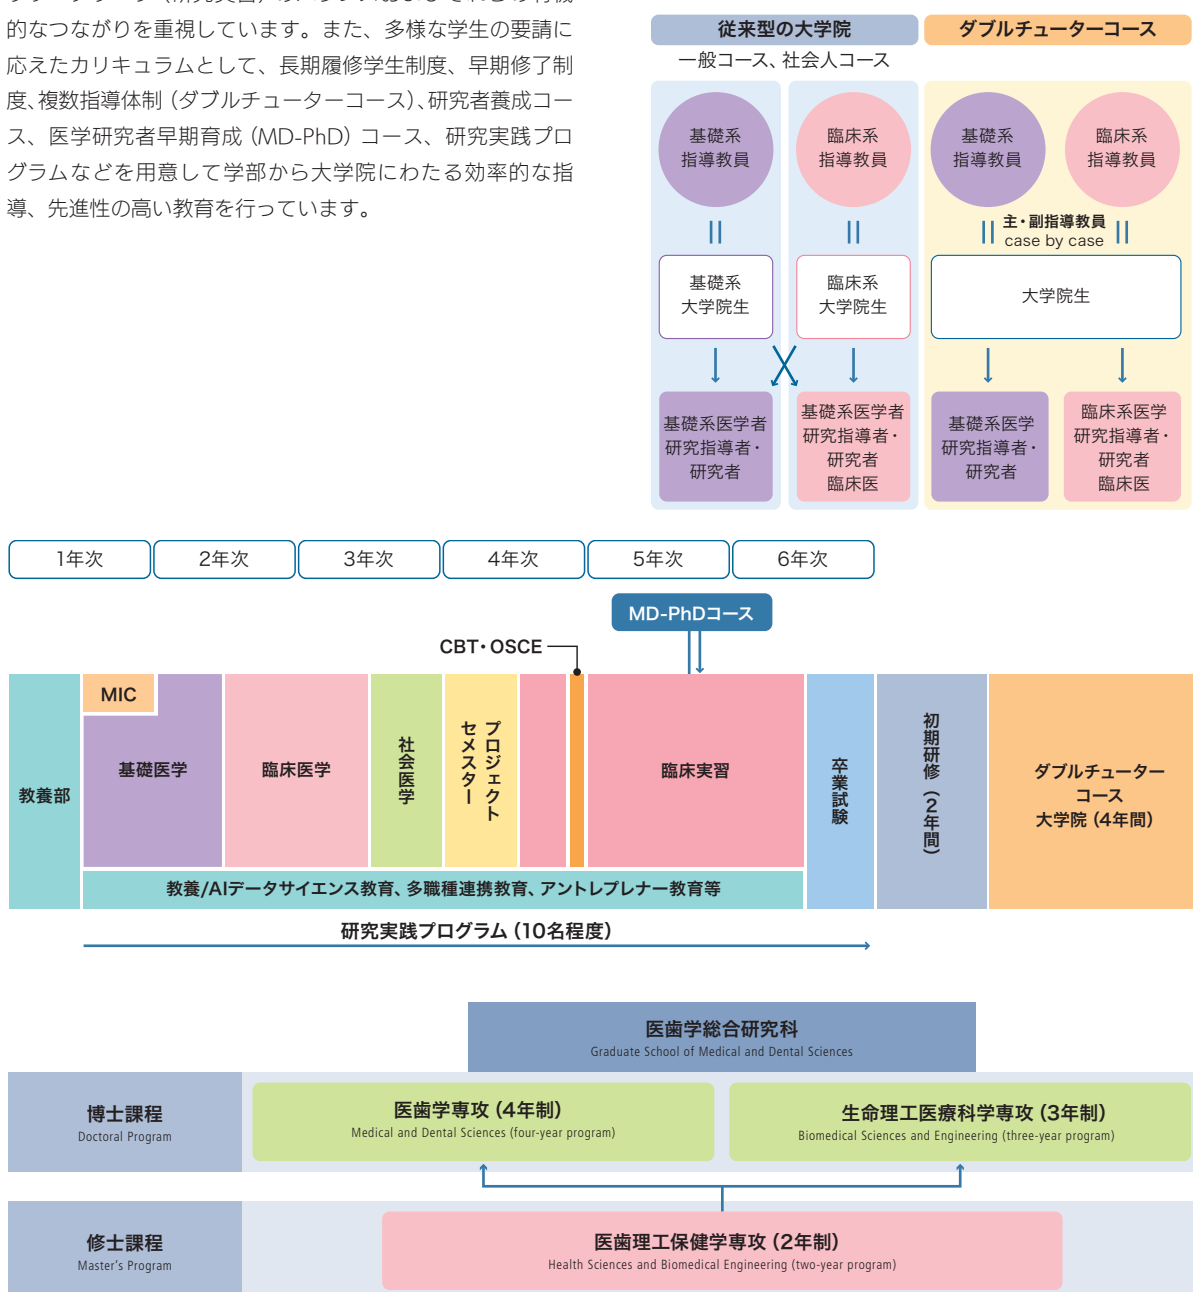 的なつながりを重視しています。また、多様な学生の要請に
応えたカリキュラムとして、長期履修学生制度、早期修了制
度、複数指導体制（ダブルチューターコース）、研究者養成コー
ス、医学研究者早期育成（MD-PhD）コース、研究実践プロ
グラムなどを用意して学部から大学院にわたる効率的な指
導、先進性の高い教育を行っています。
従来型の大学院
ダブルチューターコース
一般コース、社会人コース
基礎系
指導教員
臨床系
指導教員
基礎系
指導教員
臨床系
指導教員
主・副指導教員
case by case
基礎系
大学院生
臨床系
大学院生
大学院生
基礎系医学者
研究指導者・
研究者
基礎系医学者
研究指導者・
研究者
臨床医
基礎系医学
研究指導者・
研究者
臨床系医学
研究指導者・
研究者
臨床医
1年次
2年次
3年次
4年次
5年次
6年次
MD-PhDコース
CBT・OSCE
教養部
MIC
基礎医学
臨床医学
社会医学
プロジェクト
セメスター
臨床実習
卒業試験
初期研修（2年間）
ダブルチューター
コース
大学院（4年間）
教養/AIデータサイエンス教育、多職種連携教育、アントレプレナー教育等
研究実践プログラム（10名程度）
医歯学総合研究科
Graduate School of Medical and Dental Sciences
博士課程
Doctoral Program
医歯学専攻（4年制）
Medical and Dental Sciences (four-year program)
生命理工医療科学専攻（3年制）
Biomedical Sciences and Engineering (three-year program)
修士課程
Master's Program
医歯理工保健学専攻（2年制）
Health Sciences and Biomedical Engineering (two-year program)